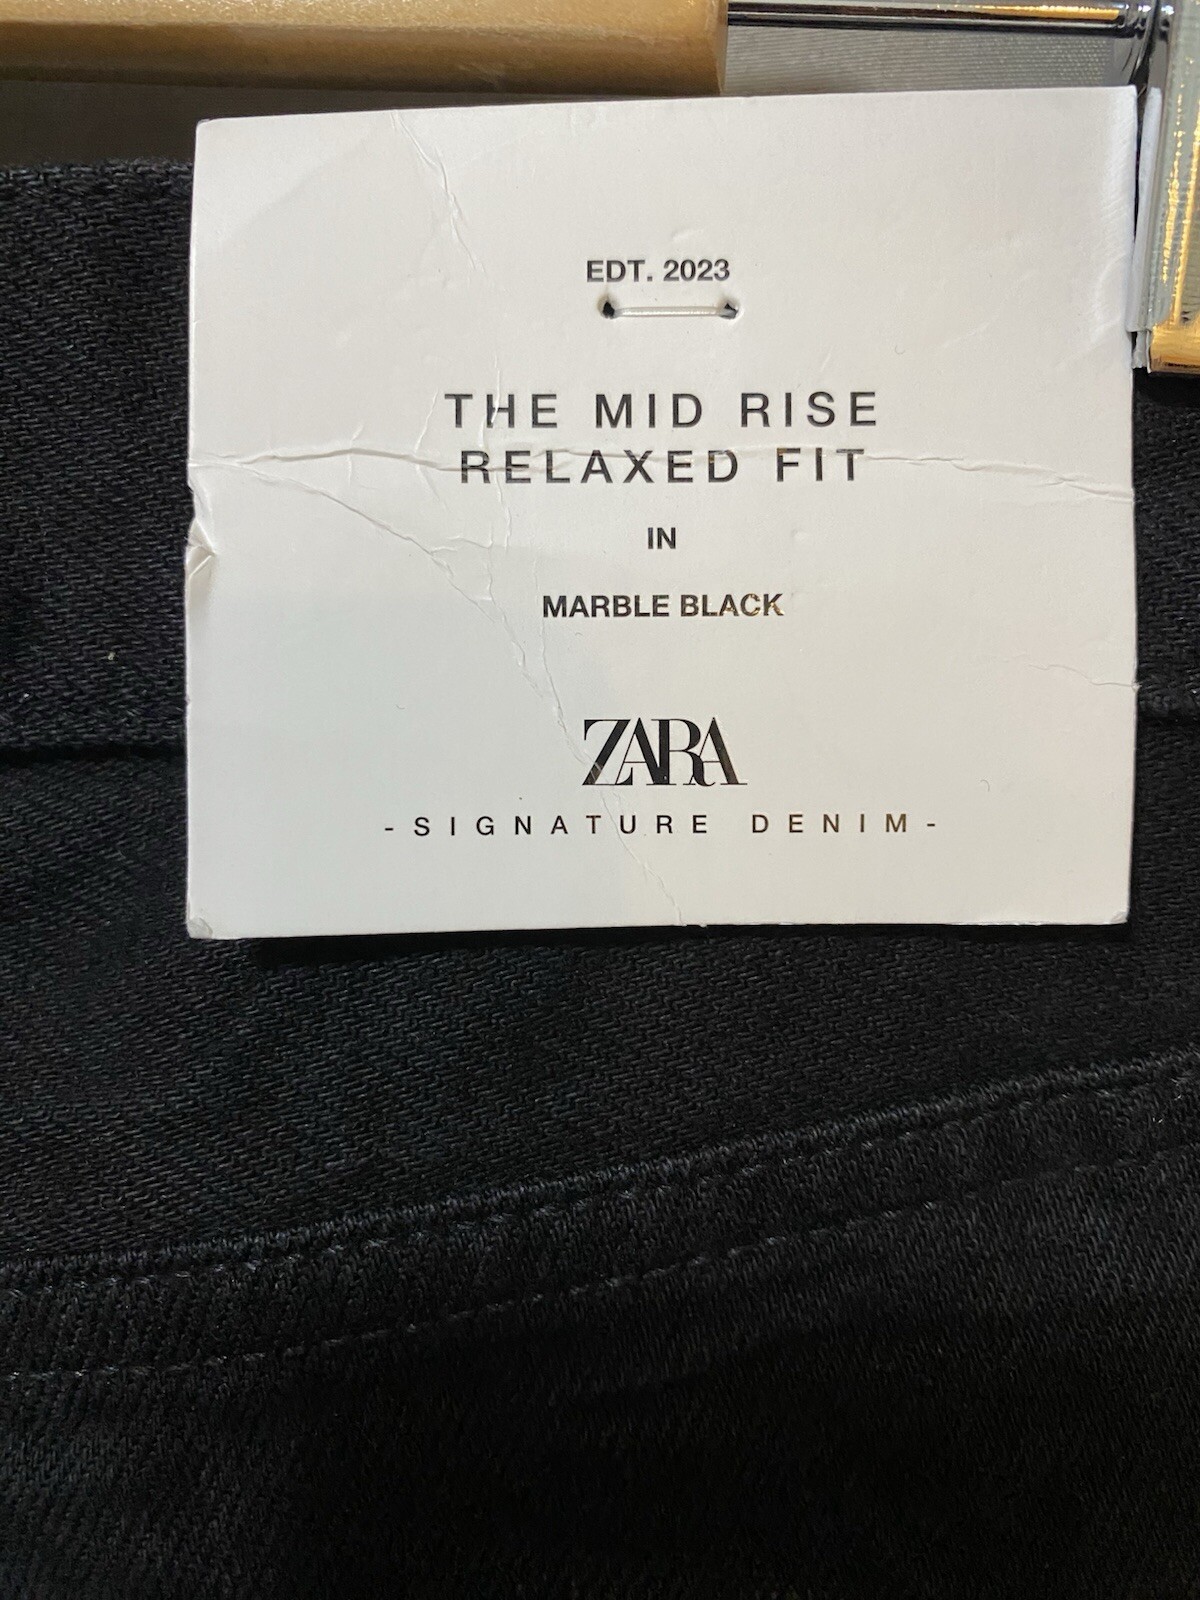 EDT. 2023
THE MID RISE
RELAXED FIT
IN
MARBLE BLACK
ZARA
- SIGNATURE DENIM -